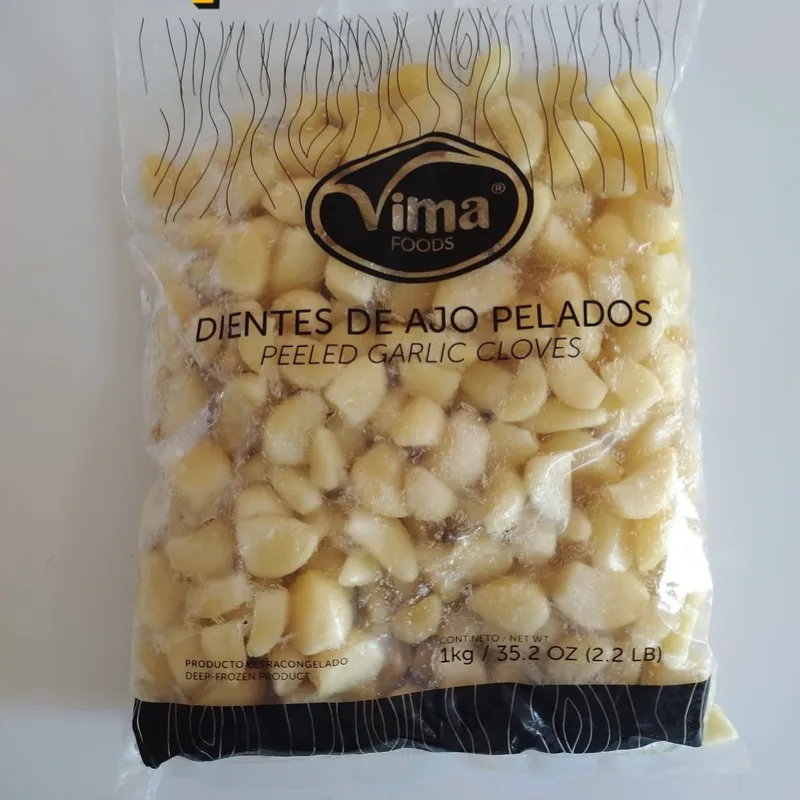 Vima®
FOODS
DIENTES DE AJO PELADOS
PEELED GARLIC CLOVES
CONT.NETO / NET WT
1kg / 35.2 OZ (2.2 LB)
PRODUCTO ULTRACONGELADO
DEEP-FROZEN PRODUCT